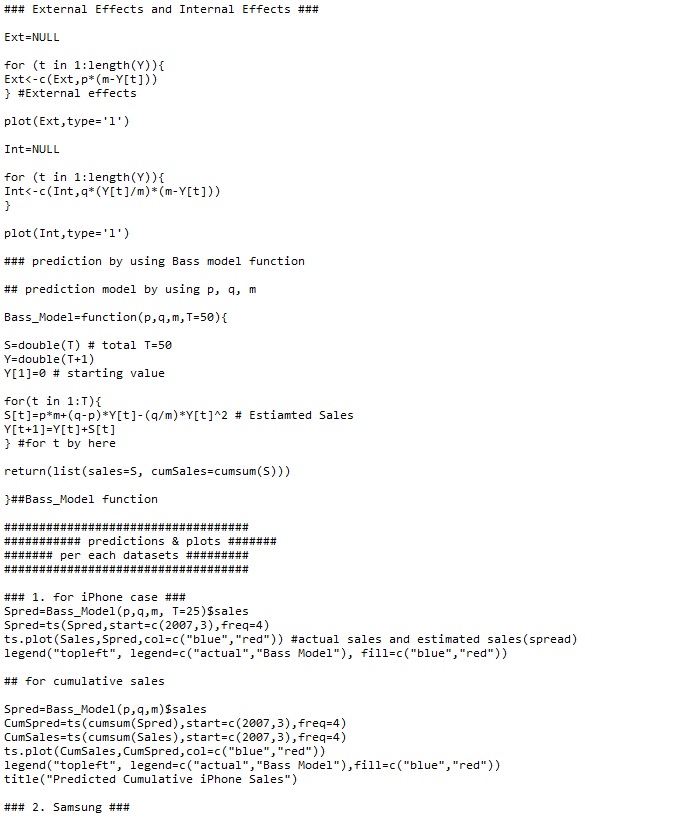 ### External Effects and Internal Effects ###
Ext=NULL
for (t in 1:length(Y)){
Ext<-c(Ext,p*(m-Y[t]))
} #External effects
plot(Ext,type='l')
Int=NULL
for (t in 1:length(Y)){
Int<-c(Int,q*(Y[t]/m)*(m-Y[t]))
}
plot(Int,type='l')
### prediction by using Bass model function
## prediction model by using p, q, m
Bass_Model=function(p,q,m,T=50){
S=double(T) # total T=50
Y=double(T+1)
Y[1]=0 # starting value
for(t in 1:T){
S[t]=p*m+(q-p)*Y[t]-(q/m)*Y[t]^2 # Estiamted Sales
Y[t+1]=Y[t]+S[t]
} #for t by here
return(list(sales=S, cumSales=cumsum(S)))
}##Bass_Model function
###################################
########### predictions & plots #######
####### per each datasets #########
###################################
### 1. for iPhone case ###
Spred=Bass_Model(p,q,m, T=25)$sales
Spred=ts(Spred,start=c(2007,3),freq=4)
ts.plot(Sales,Spred,col=c("blue","red")) #actual sales and estimated sales(spread)
legend("topleft", legend=c("actual","Bass Model"), fill=c("blue","red"))
## for cumulative sales
Spred=Bass_Model(p,q,m)$sales
CumSpred=ts(cumsum(Spred),start=c(2007,3),freq=4)
CumSales=ts(cumsum(Sales),start=c(2007,3),freq=4)
ts.plot(CumSales,CumSpred,col=c("blue","red"))
legend("topleft", legend=c("actual","Bass Model"),fill=c("blue","red"))
title("Predicted Cumulative iPhone Sales")
### 2. Samsung ###